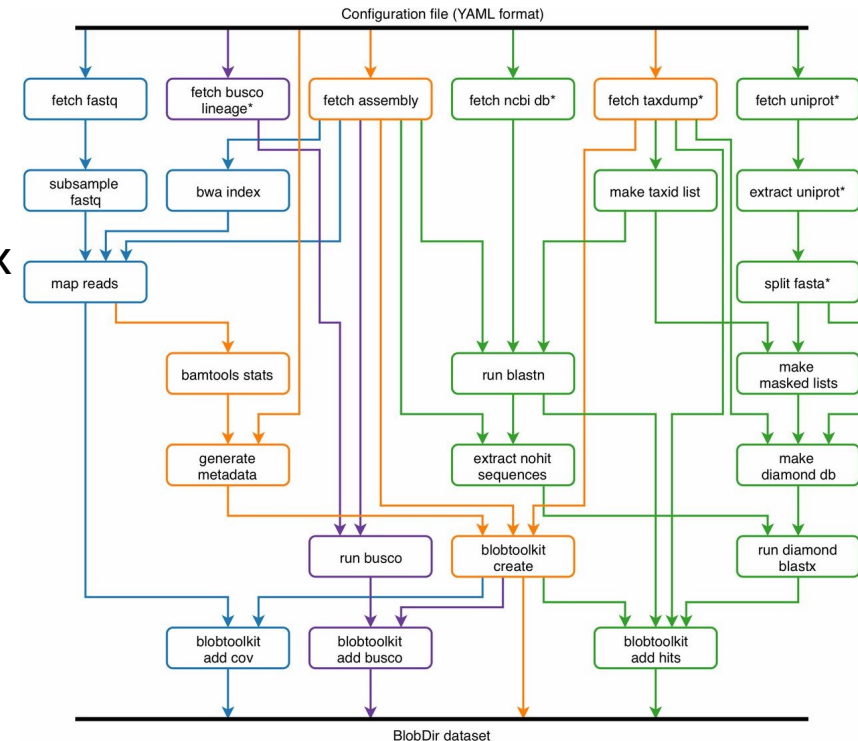 Configuration file (YAML format)
fetch fastq
fetch busco
lineage*
fetch assembly
fetch ncbi db*
fetch taxdump*
fetch uniprot*
subsample
fastq
bwa index
make taxid list
extract uniprot*
x
map reads
split fasta*
bamtools stats
run blastn
make
masked lists
generate
metadata
extract nohit
sequences
make
diamond db
run busco
blobtoolkit
create
run diamond
blastx
blobtoolkit
add cov
blobtoolkit
add busco
blobtoolkit
add hits
BlobDir dataset